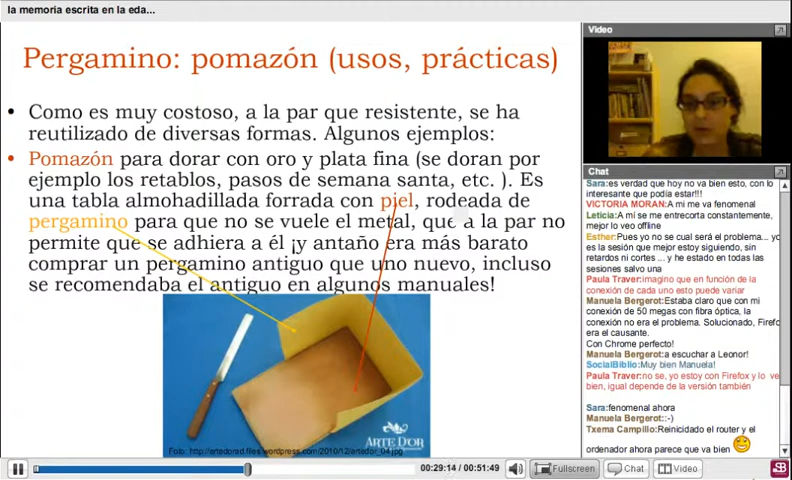 la memoria escrita en la eda...
Pergamino: pomazón (usos, prácticas)
• Como es muy costoso, a la par que resistente, se ha
reutilizado de diversas formas. Algunos ejemplos:
• Pomazón para dorar con oro y plata fina (se doran por
ejemplo los retablos, pasos de semana santa, etc. ). Es
una tabla almohadillada forrada con piel, rodeada de
pergamino para que no se vuele el metal, que a la par no
permite que se adhiera a él ¡y antaño era más barato
comprar un pergamino antiguo que uno nuevo, incluso
se recomendaba el antiguo en algunos manuales!
ARTE D'OR
Foto: http://artedorad.files.wordpress.com/2010/12/artedor_04.jpg
Video
Chat
Sara:es verdad que hoy no va bien esto, con lo
interesante que podía estar!!!
VICTORIA MORAN:A mi me va fenomenal
Leticia:A mí se me entrecorta constantemente,
mejor lo veo offline
Esther:Pues yo no se cual será el problema... yo
es la sesión que mejor estoy siguiendo, sin
retardos ni cortes ... y he estado en todas las
sesiones salvo una
Paula Traver:imagino que en función de la
conexión de cada uno esto puede variar
Manuela Bergerot:Estaba claro que con mi
conexión de 50 megas con fibra óptica, la
conexión no era el problema. Solucionado, Firefo
era el causante.
Con Chrome perfecto!
Manuela Bergerot:a escuchar a Leonor!
SocialBiblio:Muy bien Manuela!
Paula Traver:no se, yo estoy con Firefox y lo ve
bien, igual depende de la versión también
Sara:fenomenal ahora
Manuela Bergerot::-)
Txema Campillo:Reinicidado el router y el
ordenador ahora parece que va bien
00:29:14 / 00:51:49
Fullscreen
Chat
Video
SB